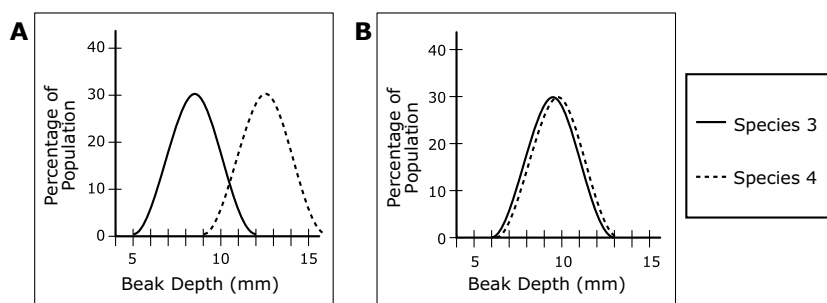 A
Percentage of
Population
40
30
20
10
0
5
10
15
Beak Depth (mm)
B
Percentage of
Population
40
30
20
10
0
5
10
15
Beak Depth (mm)
Species 3
Species 4